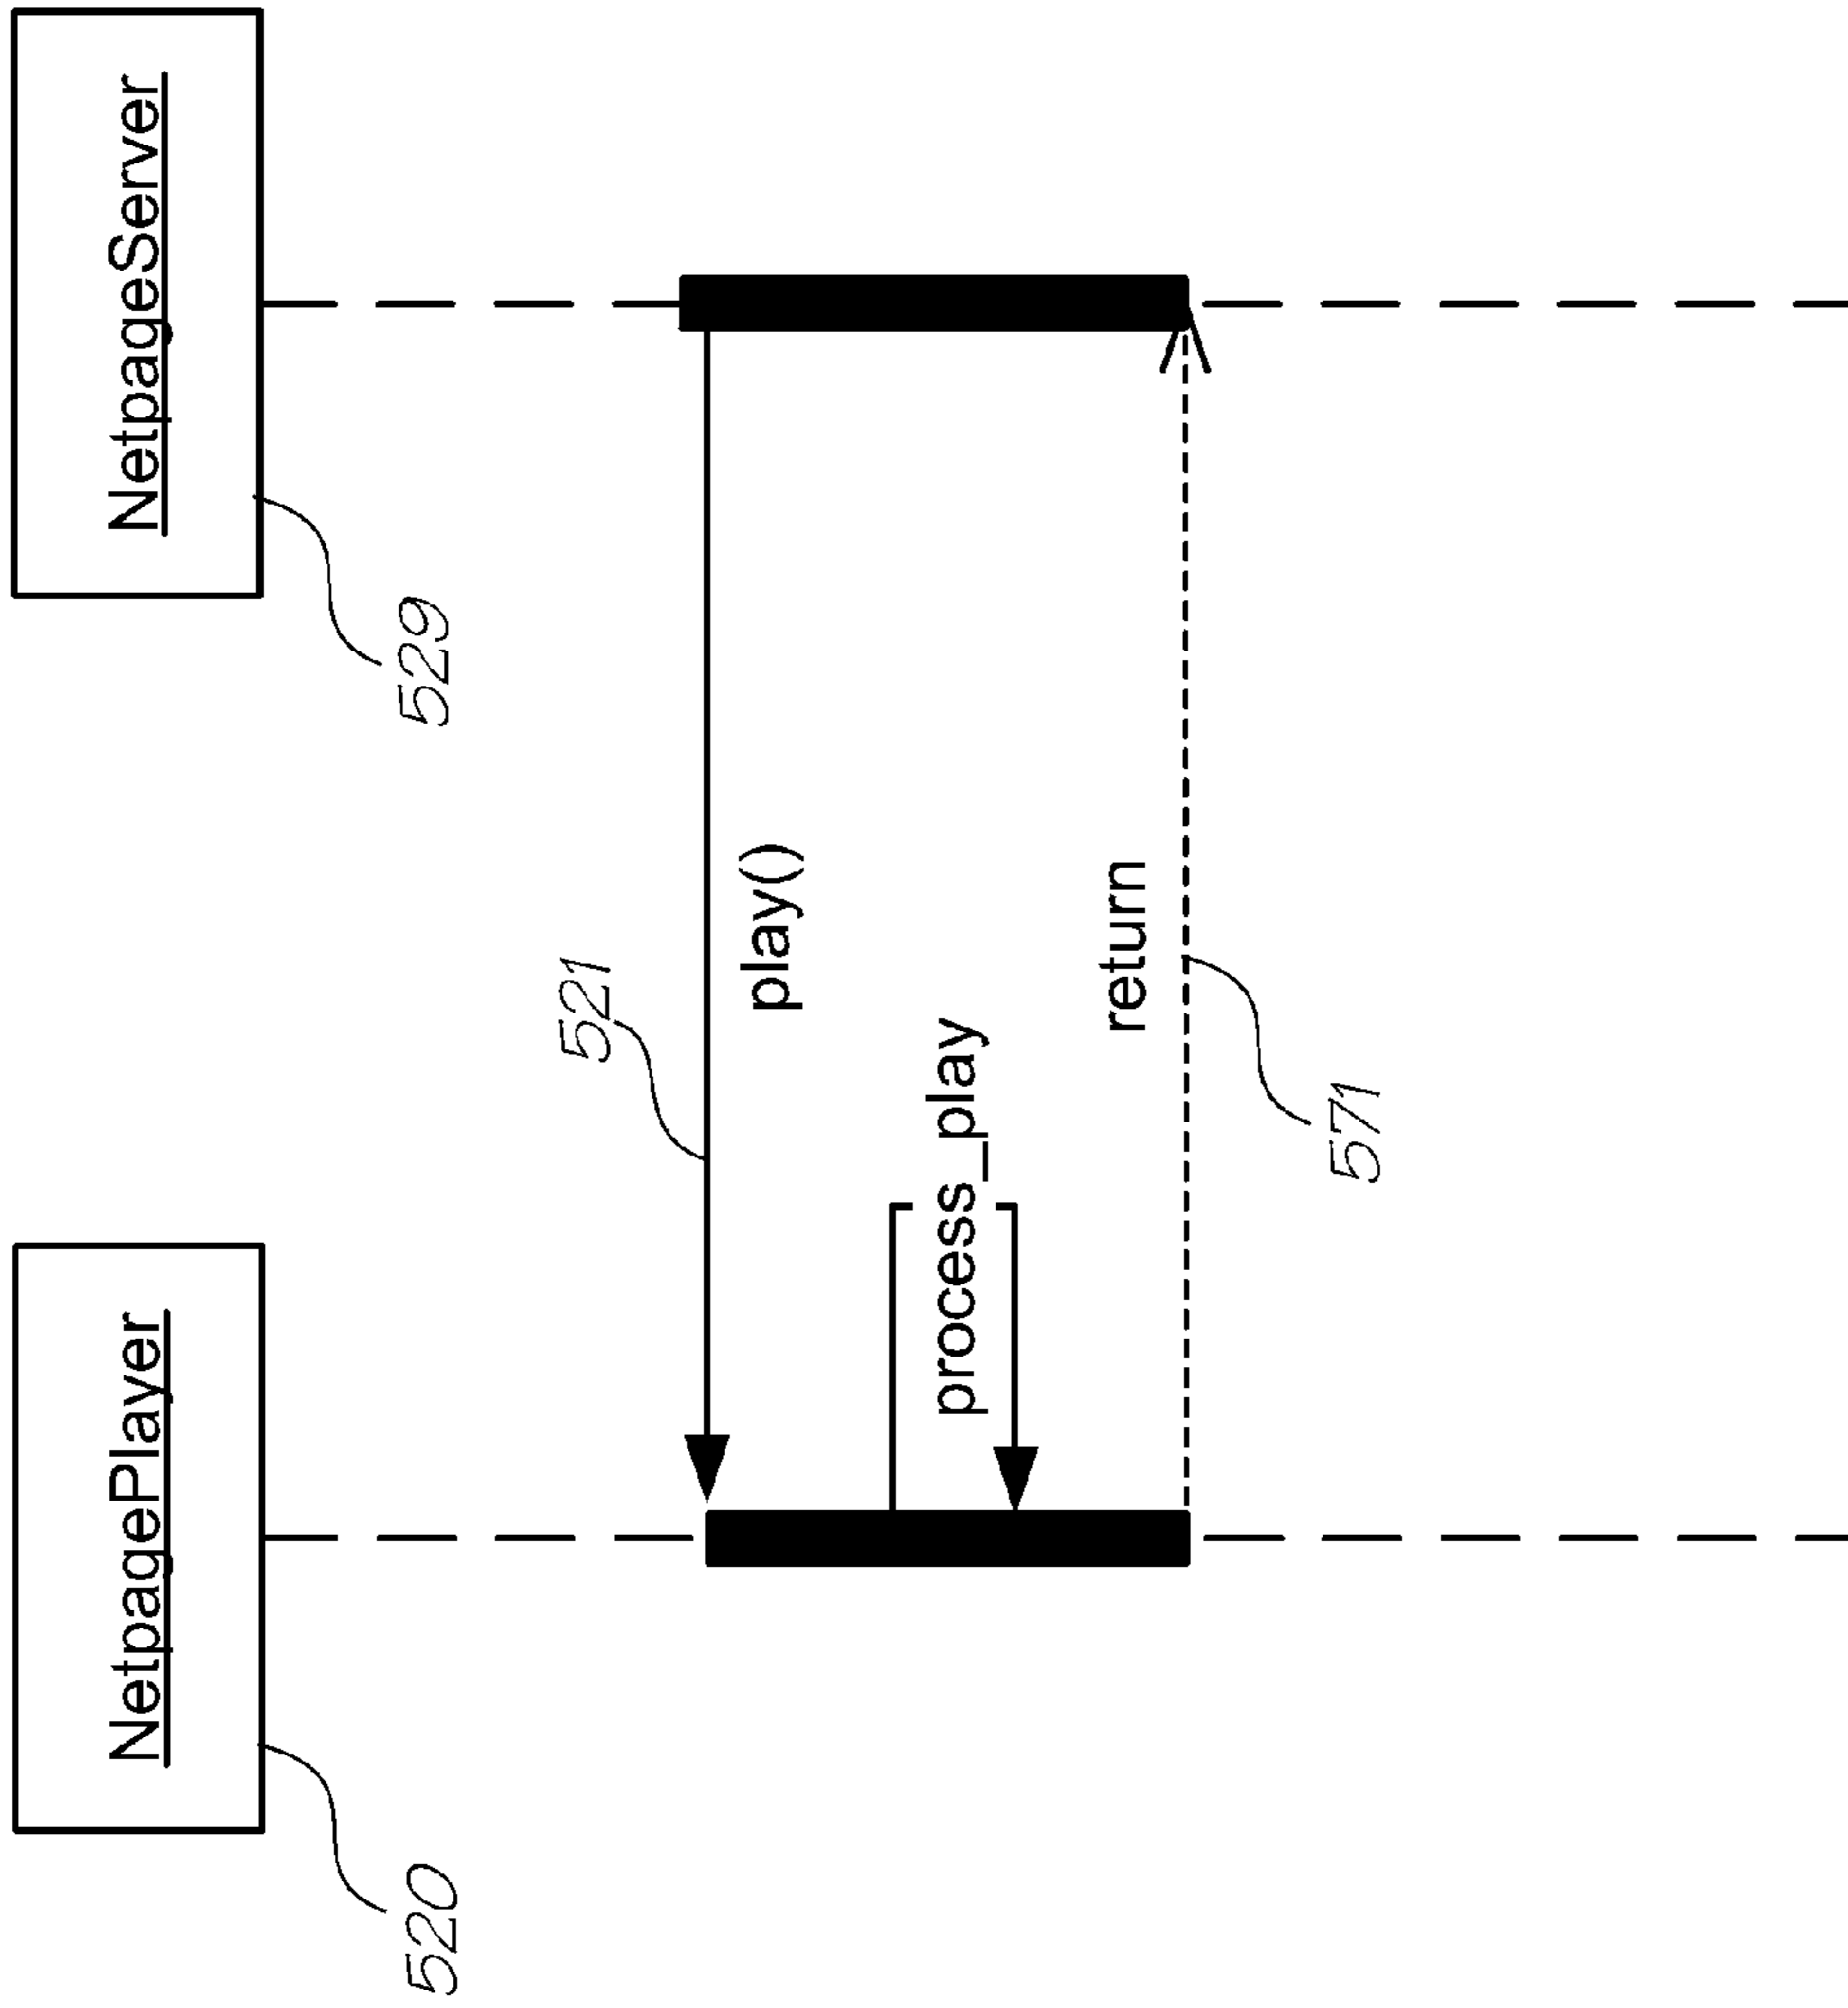 NetpagePlayer
NetpageServer
520
529
521
play()
process_play
return
571